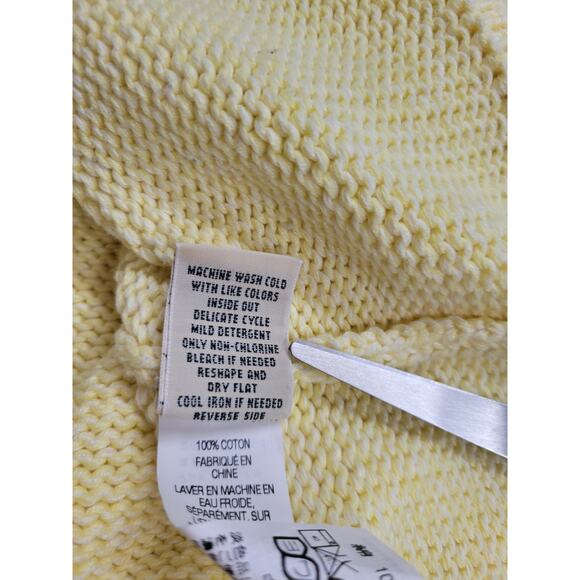 MACHINE WASH COLD
WITH LIKE COLORS
INSIDE OUT
DELICATE CYCLE
MILD DETERGENT
ONLY NON-CHLORINE
BLEACH IF NEEDED
RESHAPE AND
DRY FLAT
COOL IRON IF NEEDED
REVERSE SIDE
100% COTON
FABRIQUÉ EN
CHINE
LAVER EN MACHINE EN
EAU FROIDE,
SÉPARÉMENT, SUR